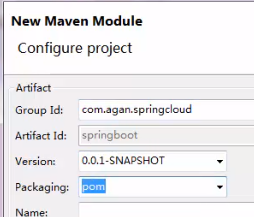 New Maven Module
Configure project
Artifact
Group Id: com.agan.springcloud
Artifact Id: springboot
Version: 0.0.1-SNAPSHOT
Packaging: pom
Name: